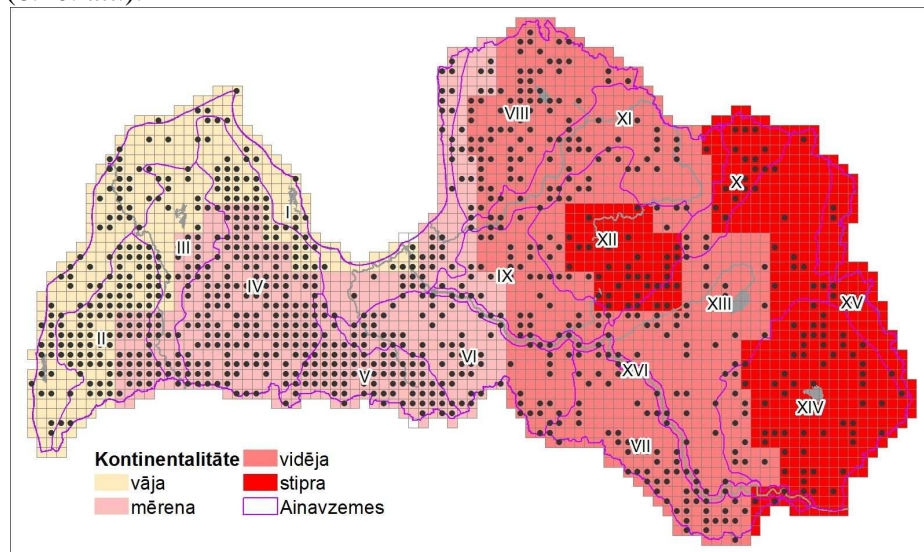 VIII
XI
X
I
III
XII
IV
IX
XIII
XV
II
VI
V
XVI
XIV
VII
Kontinentalitāte
vāja
mērena
vidēja
stipra
Ainavzemes